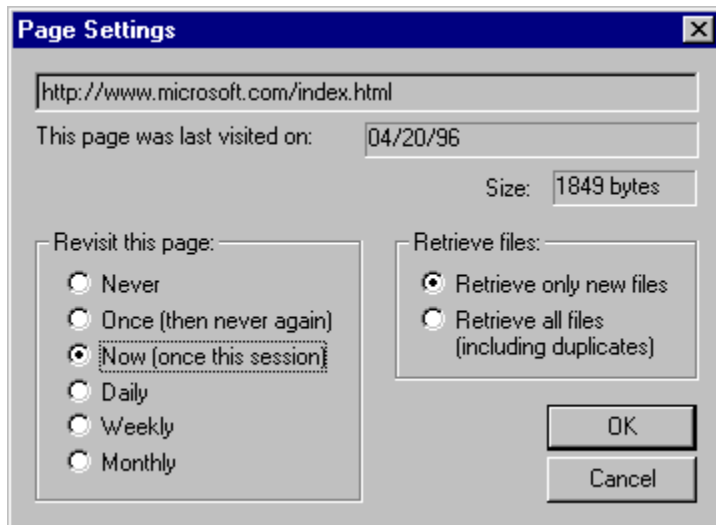 Page Settings
http://www.microsoft.com/index.html
This page was last visited on: 04/20/96
Size: 1849 bytes
Revisit this page:
Never
Once (then never again)
Now (once this session)
Daily
Weekly
Monthly
Retrieve files:
Retrieve only new files
Retrieve all files
(including duplicates)
OK
Cancel